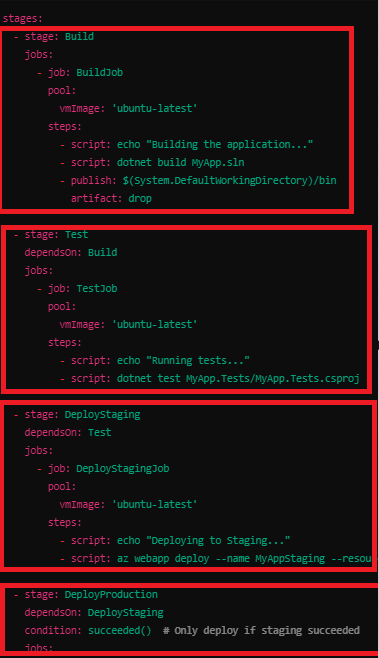 stages:
- stage: Build
jobs:
- job: BuildJob
pool:
vmImage: 'ubuntu-latest'
steps:
- script: echo "Building the application..."
- script: dotnet build MyApp.sln
- publish: $(System.DefaultWorkingDirectory)/bin
artifact: drop
- stage: Test
dependsOn: Build
jobs:
- job: TestJob
pool:
vmImage: 'ubuntu-latest'
steps:
- script: echo "Running tests..."
- script: dotnet test MyApp.Tests/MyApp.Tests.csproj
- stage: DeployStaging
dependsOn: Test
jobs:
- job: DeployStagingJob
pool:
vmImage: 'ubuntu-latest'
steps:
- script: echo "Deploying to Staging..."
- script: az webapp deploy --name MyAppStaging --resou
- stage: DeployProduction
dependsOn: DeployStaging
condition: succeeded() # Only deploy if staging succeeded
jobs: